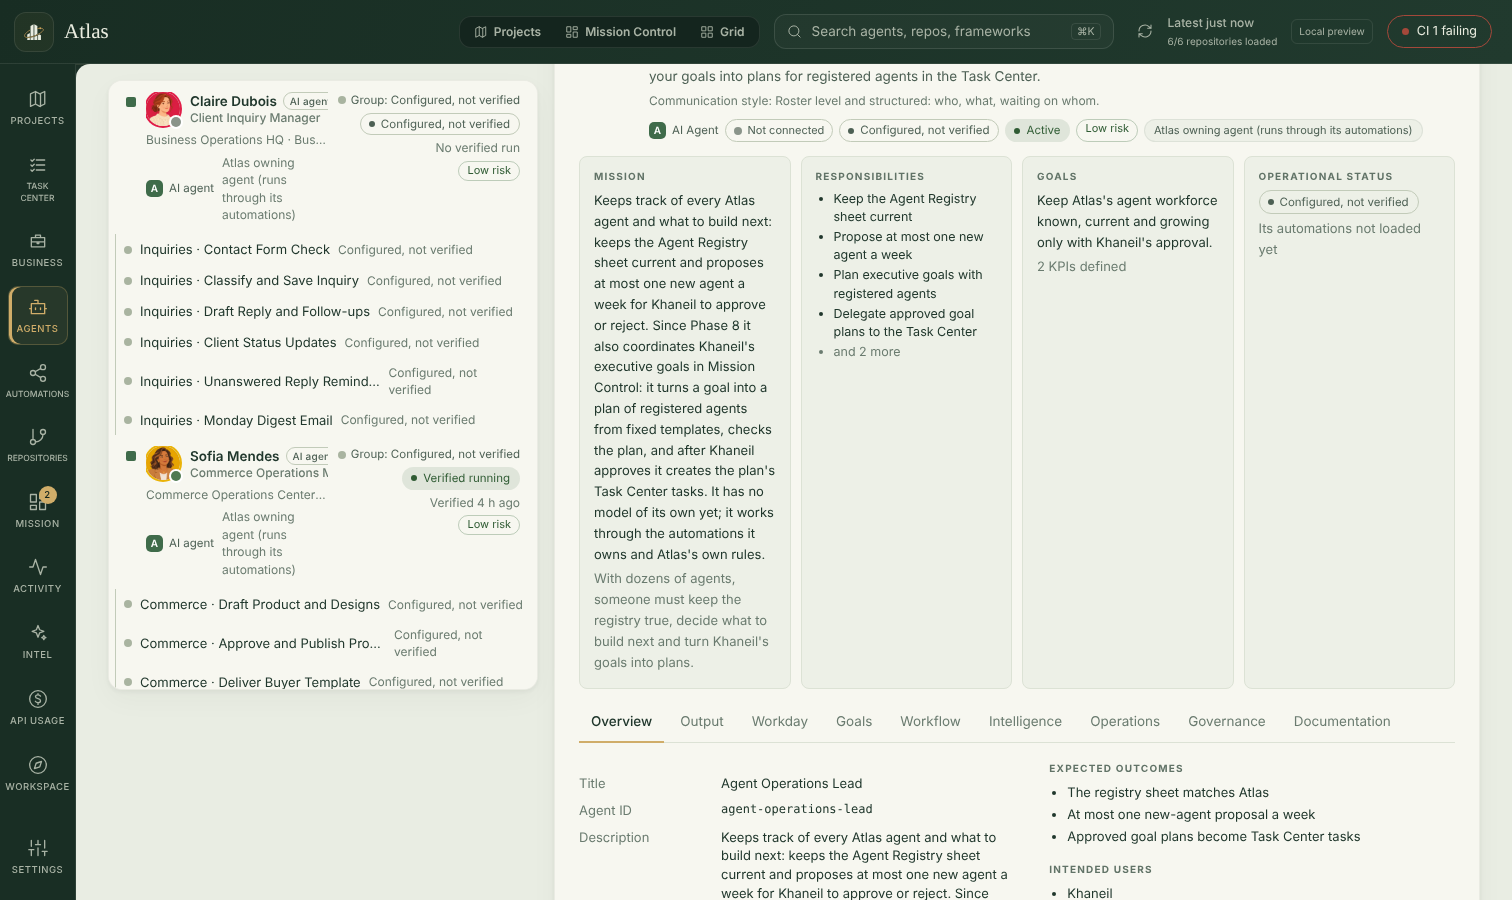 Atlas
Projects
Mission Control
Grid
Search agents, repos, frameworks
⌘K
Latest just now
6/6 repositories loaded
Local preview
CI 1 failing
PROJECTS
TASK
CENTER
BUSINESS
AGENTS
AUTOMATIONS
REPOSITORIES
2
MISSION
ACTIVITY
INTEL
API USAGE
WORKSPACE
SETTINGS
Claire Dubois
AI agen
Client Inquiry Manager
Business Operations HQ · Bus...
A AI agent
Atlas owning
agent (runs
through its
automations)
Group: Configured, not verified
Configured, not verified
No verified run
Low risk
Inquiries · Contact Form Check Configured, not verified
Inquiries · Classify and Save Inquiry Configured, not verified
Inquiries · Draft Reply and Follow-ups Configured, not verified
Inquiries · Client Status Updates Configured, not verified
Inquiries · Unanswered Reply Remind... Configured, not
verified
Inquiries · Monday Digest Email Configured, not verified
Sofia Mendes
AI agen
Commerce Operations M
Commerce Operations Center...
A AI agent
Atlas owning
agent (runs
through its
automations)
Group: Configured, not verified
Verified running
Verified 4 h ago
Low risk
Commerce · Draft Product and Designs Configured, not verified
Commerce · Approve and Publish Pro... Configured, not
verified
Commerce · Deliver Buyer Template Configured, not verified
your goals into plans for registered agents in the Task Center.
Communication style: Roster level and structured: who, what, waiting on whom.
A AI Agent
Not connected
Configured, not verified
Active
Low risk
Atlas owning agent (runs through its automations)
MISSION
Keeps track of every Atlas
agent and what to build next:
keeps the Agent Registry
sheet current and proposes
at most one new agent a
week for Khaneil to approve
or reject. Since Phase 8 it
also coordinates Khaneil's
executive goals in Mission
Control: it turns a goal into a
plan of registered agents
from fixed templates, checks
the plan, and after Khaneil
approves it creates the plan's
Task Center tasks. It has no
model of its own yet; it works
through the automations it
owns and Atlas's own rules.
With dozens of agents,
someone must keep the
registry true, decide what to
build next and turn Khaneil's
goals into plans.
RESPONSIBILITIES
• Keep the Agent Registry
sheet current
• Propose at most one new
agent a week
• Plan executive goals with
registered agents
• Delegate approved goal
plans to the Task Center
• and 2 more
GOALS
Keep Atlas's agent workforce
known, current and growing
only with Khaneil's approval.
2 KPIs defined
OPERATIONAL STATUS
Configured, not verified
Its automations not loaded
yet
Overview
Output
Workday
Goals
Workflow
Intelligence
Operations
Governance
Documentation
Title Agent Operations Lead
Agent ID agent-operations-lead
Description Keeps track of every Atlas agent and what to
build next: keeps the Agent Registry sheet
current and proposes at most one new agent a
week for Khaneil to approve or reject. Since
EXPECTED OUTCOMES
• The registry sheet matches Atlas
• At most one new-agent proposal a week
• Approved goal plans become Task Center tasks
INTENDED USERS
• Khaneil